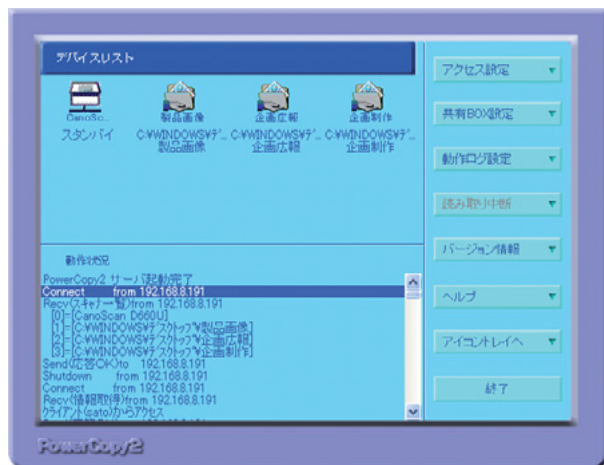 デバイスリスト
CanoSc...
スタンバイ
製品画像
C:¥WINDOWS¥デ...
製品画像
企画広報
C:¥WINDOWS¥デ...
企画広報
企画制作
C:¥WINDOWS¥デ...
企画制作
動作状況
PowerCopy2 サーバ起動完了
Connect from 192.168.8.191
Recv(スキャナ一覧)from 192.168.8.191
[0]=[CanoScan D660U]
[1]=[C:¥WINDOWS¥デスクトップ¥製品画像]
[2]=[C:¥WINDOWS¥デスクトップ¥企画広報]
[3]=[C:¥WINDOWS¥デスクトップ¥企画制作]
Send(応答OK)to 192.168.8.191
Shutdown from 192.168.8.191
Connect from 192.168.8.191
Recv(情報取得)from 192.168.8.191
クライアント(sato)からアクセス
アクセス設定
共有BOX設定
動作ログ設定
読み取り中断
バージョン情報
ヘルプ
アイコントレイへ
終了
PowerCopy2